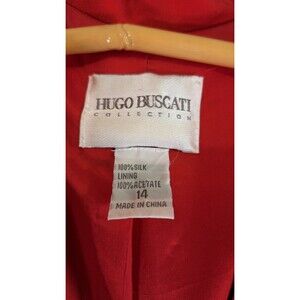 HUGO BUSCATI
COLLECTION
100% SILK
LINING
100% ACETATE
14
MADE IN CHINA